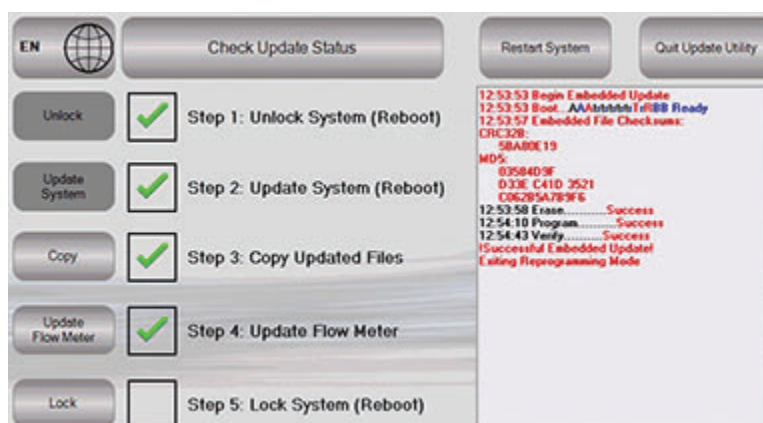 EN
Check Update Status
Restart System
Quit Update Utility
Unlock
Step 1: Unlock System (Reboot)
Update
System
Step 2: Update System (Reboot)
Copy
Step 3: Copy Updated Files
Update
Flow Meter
Step 4: Update Flow Meter
Lock
Step 5: Lock System (Reboot)
12:53:53 Begin Embedded Update
12:53:53 Boot...
Ready
12:53:57 Embedded File Checksums:
CRC32B:
5BA80E19
MD5:
03584D9F
D33E C41D 3521
C062B5A7B9F6
12:53:58 Erase............Success
12:54:10 Program............Success
12:54:43 Verify............Success
!Successful Embedded Update!
Exiting Reprogramming Mode